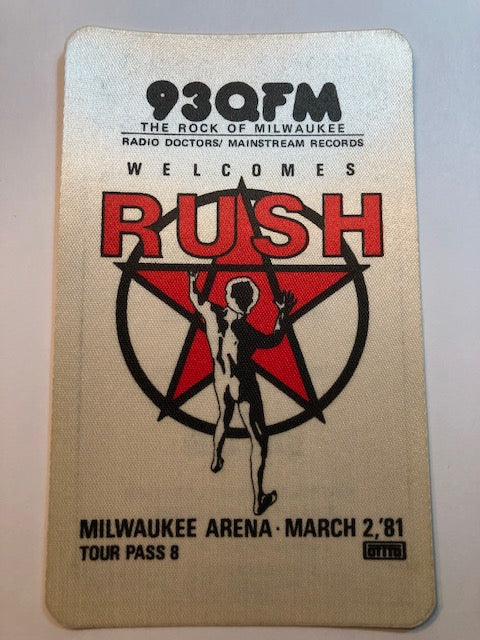 93QFM
THE ROCK OF MILWAUKEE
RADIO DOCTORS/ MAINSTREAM RECORDS
WELCOMES
RUSH
MILWAUKEE ARENA · MARCH 2,'81
TOUR PASS 8
OTTO